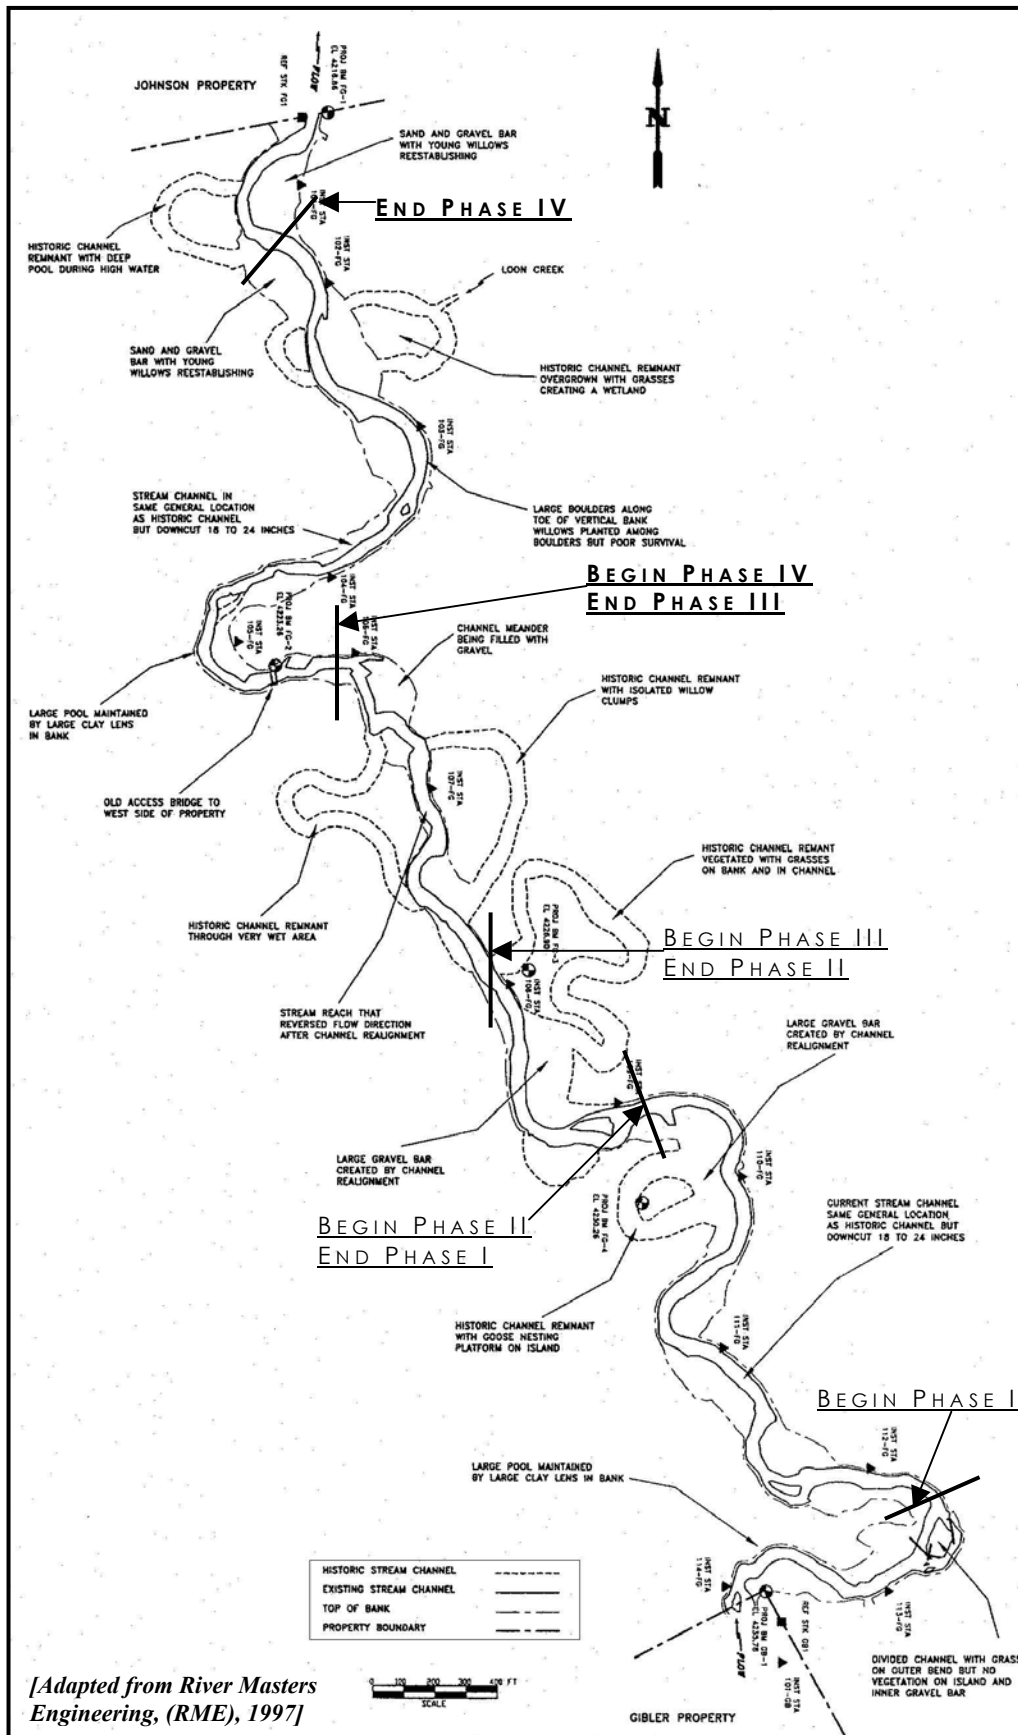 PROJ BM FG-1
EL 4218.86
FLOW
REF STK FG1
JOHNSON PROPERTY
N
SAND AND GRAVEL BAR
WITH YOUNG WILLOWS
REESTABLISHING
INST STA
END PHASE IV
INST STA
102-FG
HISTORIC CHANNEL
REMNANT WITH DEEP
POOL DURING HIGH WATER
LOON CREEK
SAND AND GRAVEL
BAR WITH YOUNG
WILLOWS REESTABLISHING
HISTORIC CHANNEL REMNANT
OVERGROWN WITH GRASSES
CREATING A WETLAND
INST STA
103-FG
STREAM CHANNEL IN
SAME GENERAL LOCATION
AS HISTORIC CHANNEL
BUT DOWNCUT 18 TO 24 INCHES
LARGE BOULDERS ALONG
TOE OF VERTICAL BANK
WILLOWS PLANTED AMONG
BOULDERS BUT POOR SURVIVAL
BEGIN PHASE IV
END PHASE III
INST STA
104-FG
PROJ BM FG-2
EL 4223.26
INST STA
105-FG
INST STA
106-FG
CHANNEL MEANDER
BEING FILLED WITH
GRAVEL
HISTORIC CHANNEL REMNANT
WITH ISOLATED WILLOW
CLUMPS
LARGE POOL MAINTAINED
BY LARGE CLAY LENS
IN BANK
INST STA
107-FG
OLD ACCESS BRIDGE TO
WEST SIDE OF PROPERTY
HISTORIC CHANNEL REMANT
VEGETATED WITH GRASSES
ON BANK AND IN CHANNEL
HISTORIC CHANNEL REMNANT
THROUGH VERY WET AREA
PROJ BM FG-3
EL 4226.90
BEGIN PHASE III
END PHASE II
INST STA
108-FG
STREAM REACH THAT
REVERSED FLOW DIRECTION
AFTER CHANNEL REALIGNMENT
LARGE GRAVEL BAR
CREATED BY CHANNEL
REALIGNMENT
INST STA
LARGE GRAVEL BAR
CREATED BY CHANNEL
REALIGNMENT
INST STA
110-FG
PROJ BM FG-4
EL 4230.26
CURRENT STREAM CHANNEL
SAME GENERAL LOCATION
AS HISTORIC CHANNEL BUT
DOWNCUT 18 TO 24 INCHES
BEGIN PHASE II
END PHASE I
HISTORIC CHANNEL REMNANT
WITH GOOSE NESTING
PLATFORM ON ISLAND
INST STA
111-FG
BEGIN PHASE I
INST STA
112-FG
LARGE POOL MAINTAINED
BY LARGE CLAY LENS IN BANK
INST STA
114-FG
PROJ BM GB-1
EL 4235.78
REF STK GB1
INST STA
113-FG
FLOW
INST STA
101-GB
HISTORIC STREAM CHANNEL
EXISTING STREAM CHANNEL
TOP OF BANK
PROPERTY BOUNDARY
DIVIDED CHANNEL WITH GRASS
ON OUTER BEND BUT NO
VEGETATION ON ISLAND AND
INNER GRAVEL BAR
0 100 200 300 400 FT
SCALE
[Adapted from River Masters
Engineering, (RME), 1997]
GIBLER PROPERTY